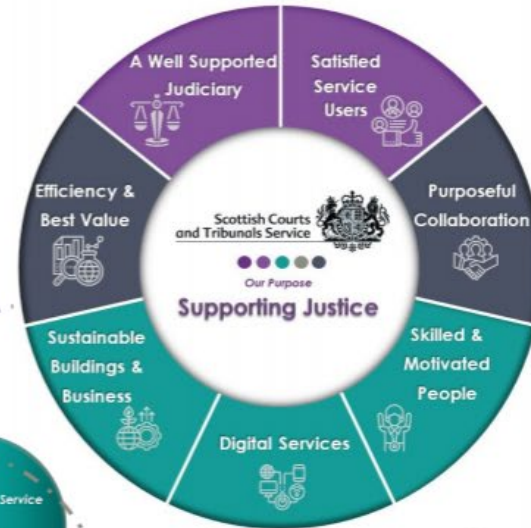 A Well Supported
Judiciary
Satisfied
Service
Users
Efficiency &
Best Value
Purposeful
Collaboration
Scottish Courts
and Tribunals Service
Our Purpose
Supporting Justice
Sustainable
Buildings &
Business
Skilled &
Motivated
People
Digital Services
Service